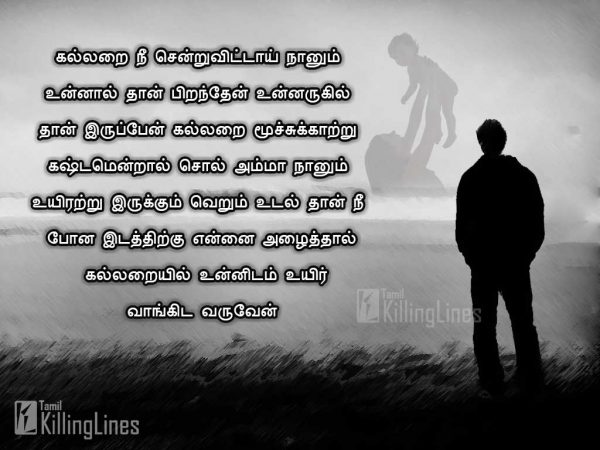 கல்லறை நீ சென்றுவிட்டாய் நானும்
உன்னால் தான் பிறந்தேன் உன்னருகில்
தான் இருப்பேன் கல்லறை மூச்சுக்காற்று
கஷ்டமென்றால் சொல் அம்மா நானும்
உயிரற்று இருக்கும் வெறும் உடல் தான் நீ
போன இடத்திற்கு என்னை அழைத்தால்
கல்லறையில் உன்னிடம் உயிர்
வாங்கிட வருவேன்
Tamil
KillingLines
Tamil
KillingLines